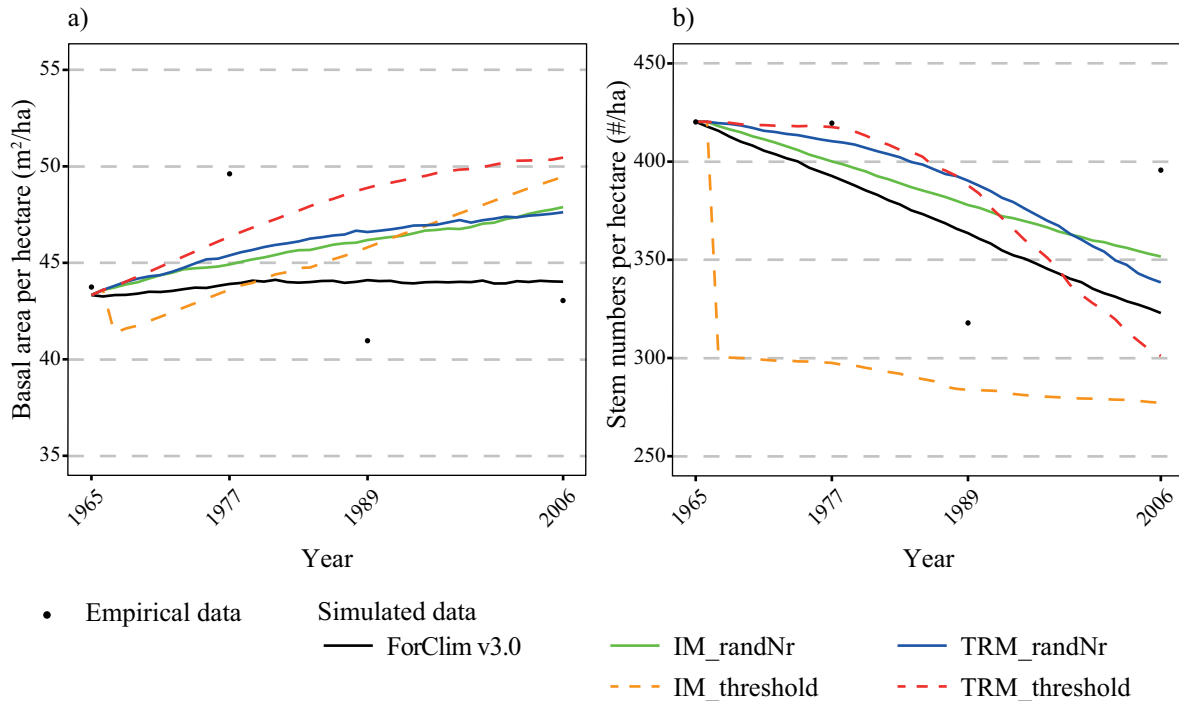 a)
Basal area per hectare (m²/ha)
55
50
45
40
35
1965
1977
1989
2006
Year
b)
Stem numbers per hectare (#/ha)
450
400
350
300
250
1965
1977
1989
2006
Year
Empirical data
Simulated data
ForClim v3.0
IM_randNr
TRM_randNr
IM_threshold
TRM_threshold